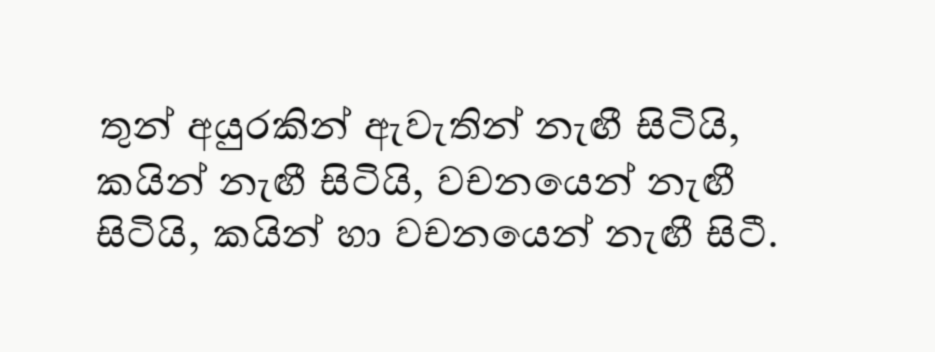 තුන් අයුරකින් ඇවැතින් නැඟී සිටියි,
කයින් නැඟී සිටියි, වචනයෙන් නැඟී
සිටියි, කයින් හා වචනයෙන් නැඟී සිටී.